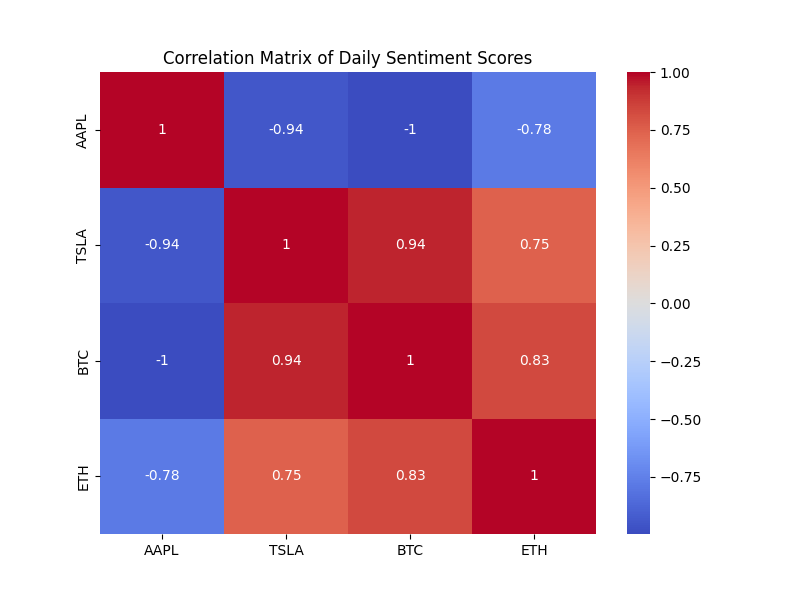 Correlation Matrix of Daily Sentiment Scores
AAPL 1 -0.94 -1 -0.78
TSLA -0.94 1 0.94 0.75
BTC -1 0.94 1 0.83
ETH -0.78 0.75 0.83 1
AAPL TSLA BTC ETH
1.00
0.75
0.50
0.25
0.00
−0.25
−0.50
−0.75